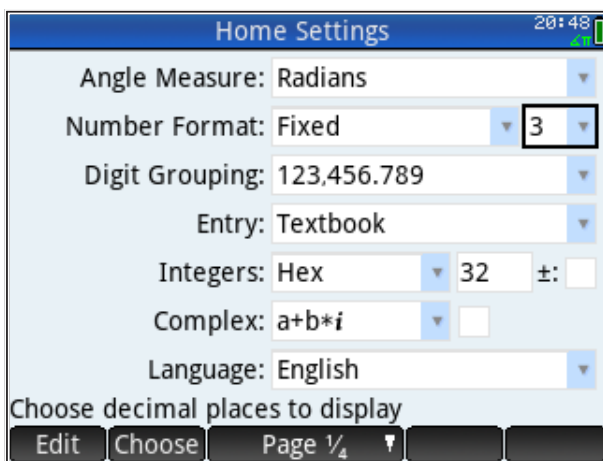 Home Settings 20:48
∡π
Angle Measure: Radians
Number Format: Fixed 3
Digit Grouping: 123,456.789
Entry: Textbook
Integers: Hex 32 ±:
Complex: a+b*i
Language: English
Choose decimal places to display
Edit Choose Page 1/4